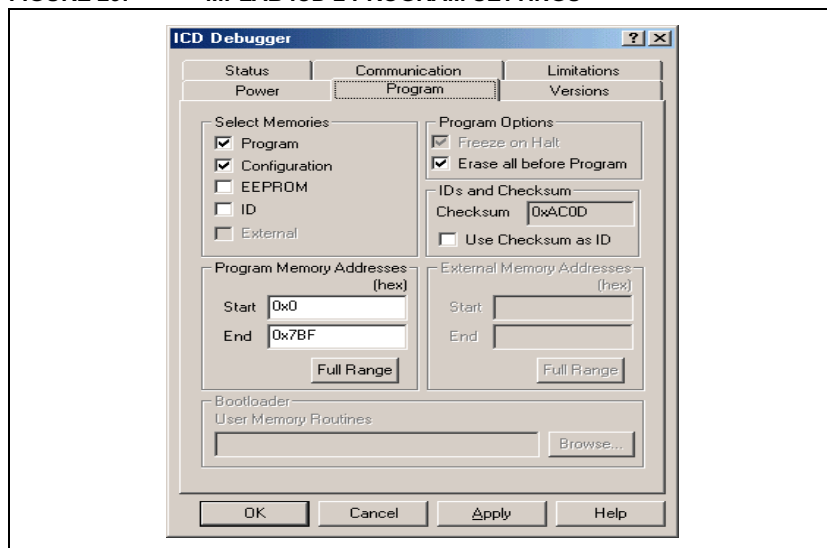 ICD Debugger
Status Communication Limitations
Power Program Versions
Select Memories
Program
Configuration
EEPROM
ID
External
Program Options
Freeze on Halt
Erase all before Program
IDs and Checksum
Checksum 0xAC0D
Use Checksum as ID
Program Memory Addresses
(hex)
Start 0x0
End 0x7BF
Full Range
External Memory Addresses
(hex)
Start
End
Full Range
Bootloader
User Memory Routines
Browse...
OK Cancel Apply Help